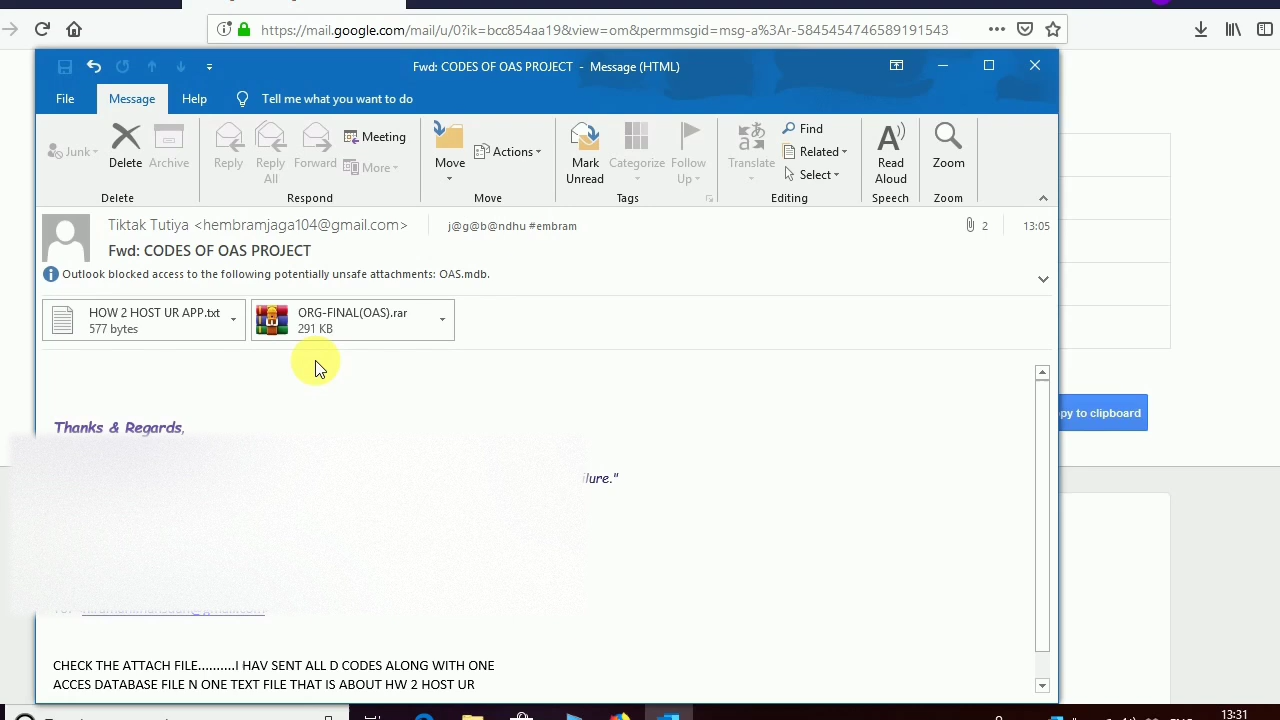 https://mail.google.com/mail/u/0?ik=bcc854aa19&view=om&permmsgid=msg-a%3Ar-5845454746589191543
Fwd: CODES OF OAS PROJECT - Message (HTML)
File Message Help Tell me what you want to do
Junk
Delete
Archive
Reply
Reply All
Forward
Meeting
More
Move
Actions
Mark Unread
Categorize
Follow Up
Translate
Find
Related
Select
Read Aloud
Zoom
Delete Respond Move Tags Editing Speech Zoom
Tiktak Tutiya <hembramjaga104@gmail.com> j@g@b@ndhu #embram 2 13:05
Fwd: CODES OF OAS PROJECT
Outlook blocked access to the following potentially unsafe attachments: OAS.mdb.
HOW 2 HOST UR APP.txt
577 bytes
ORG-FINAL(OAS).rar
291 KB
py to clipboard
Thanks & Regards,
ilure."
CHECK THE ATTACH FILE..........I HAV SENT ALL D CODES ALONG WITH ONE
ACCES DATABASE FILE N ONE TEXT FILE THAT IS ABOUT HW 2 HOST UR
13:31